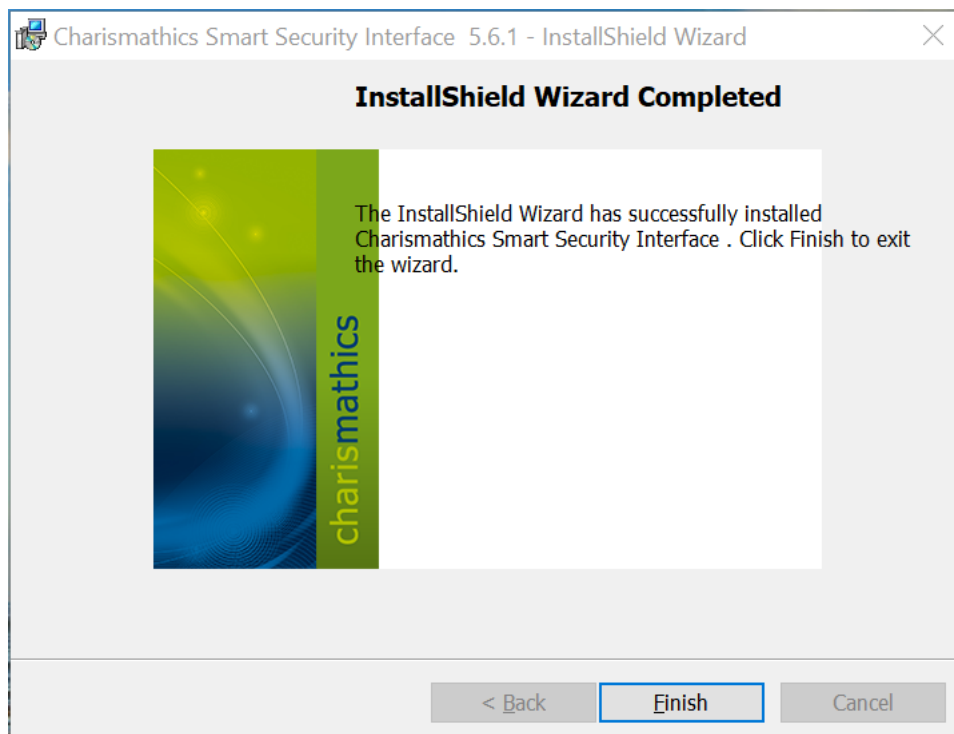 Charismathics Smart Security Interface  5.6.1 - InstallShield Wizard
InstallShield Wizard Completed
The InstallShield Wizard has successfully installed
Charismathics Smart Security Interface . Click Finish to exit
the wizard.
charismathics
< Back
Finish
Cancel